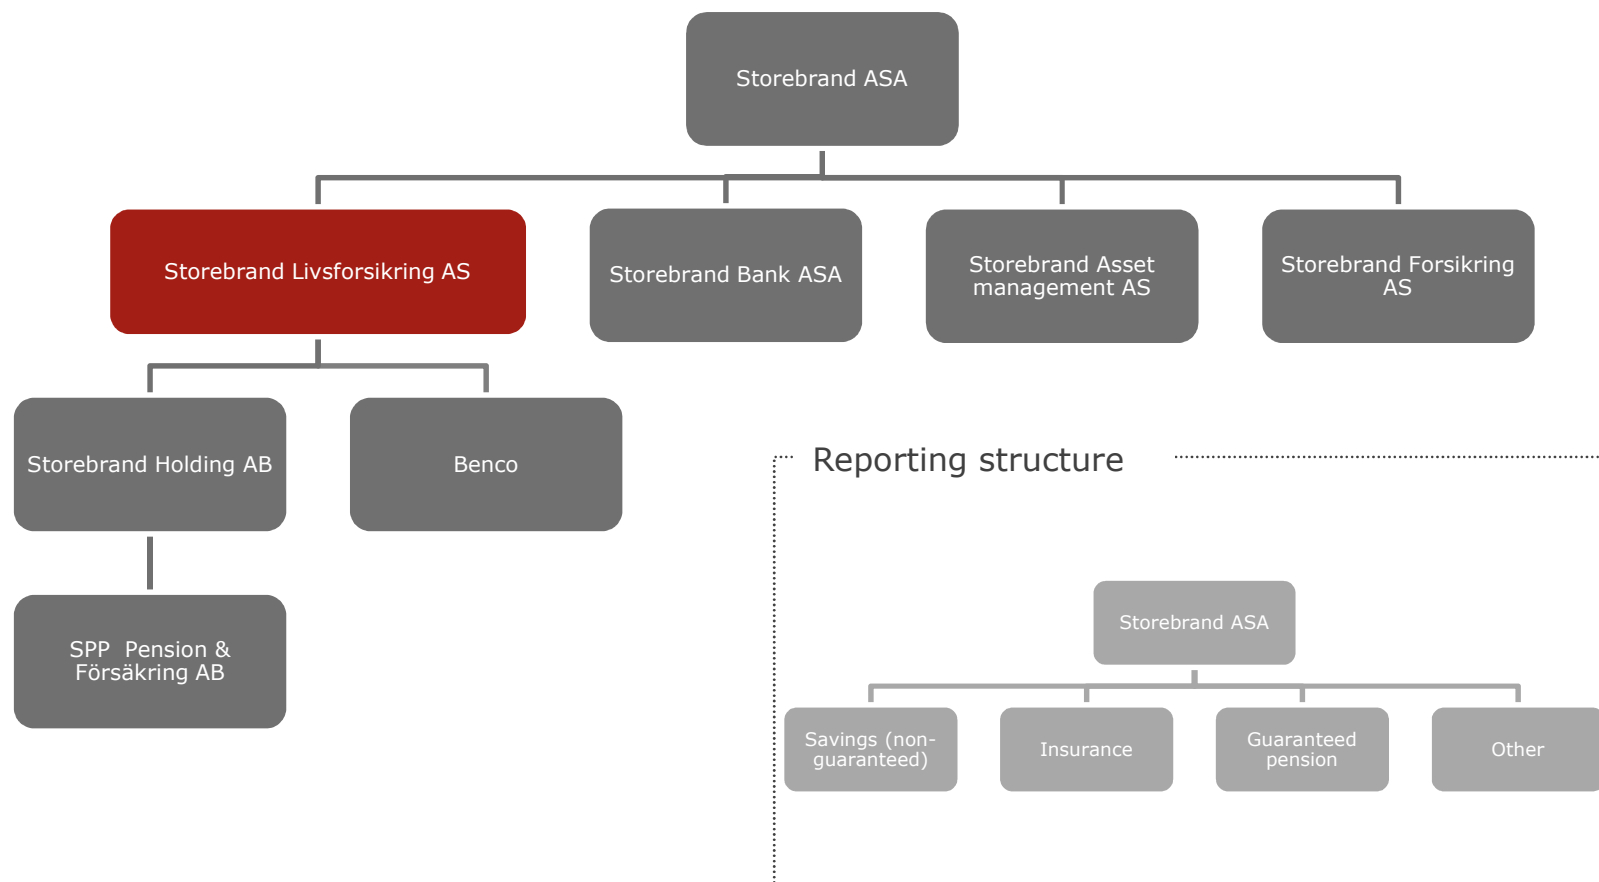 Storebrand ASA
Storebrand Livsforsikring AS
Storebrand Bank ASA
Storebrand Asset
management AS
Storebrand Forsikring
AS
Storebrand Holding AB
Benco
SPP  Pension &
Försäkring AB
Reporting structure
Storebrand ASA
Savings (non-
guaranteed)
Insurance
Guaranteed
pension
Other